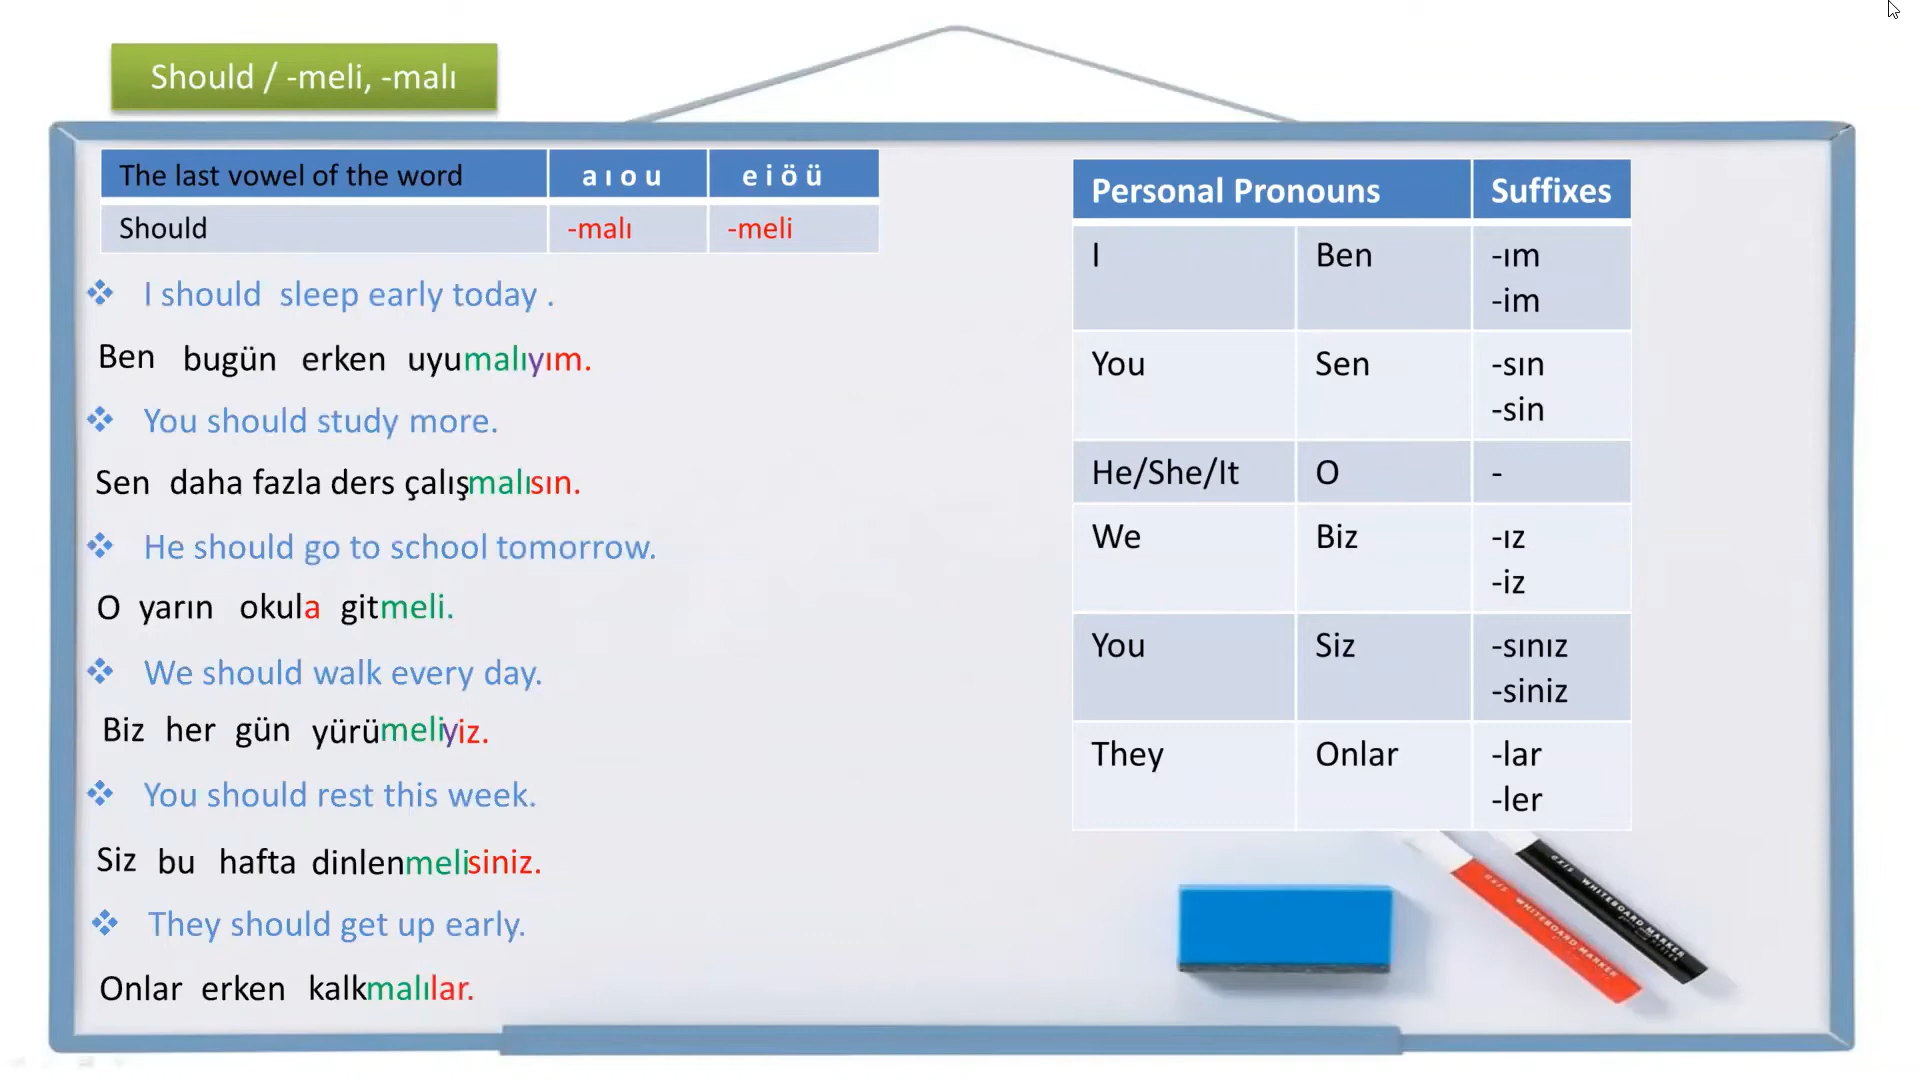 Should / -meli, -malı
The last vowel of the word a ı o u e i ö ü
Should -malı -meli
I should sleep early today .
Ben bugün erken uyumalıyım.
You should study more.
Sen daha fazla ders çalışmalısın.
He should go to school tomorrow.
O yarın okula gitmeli.
We should walk every day.
Biz her gün yürümeliyiz.
You should rest this week.
Siz bu hafta dinlenmelisiniz.
They should get up early.
Onlar erken kalkmalılar.
Personal Pronouns Suffixes
I Ben -ım
-im
You Sen -sın
-sin
He/She/It O -
We Biz -ız
-iz
You Siz -sınız
-siniz
They Onlar -lar
-ler
WHITEBOARD MARKER
WHITEBOARD MARKER